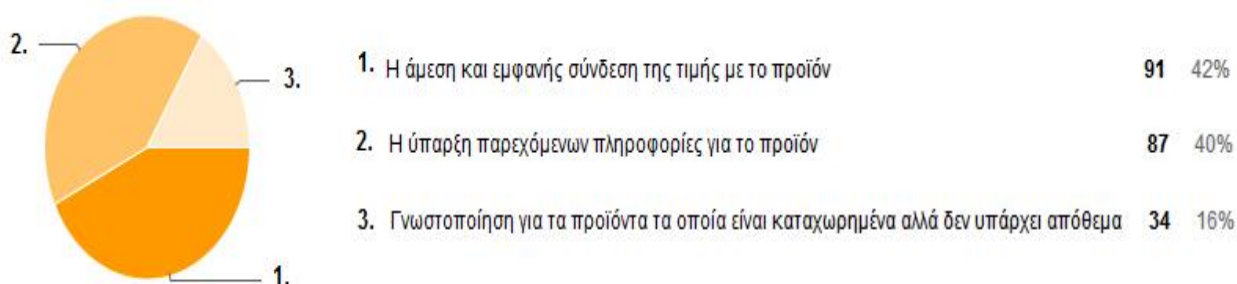 2.
3.
1.
1. Η άμεση και εμφανής σύνδεση της τιμής με το προϊόν 91 42%
2. Η ύπαρξη παρεχόμενων πληροφορίες για το προϊόν 87 40%
3. Γνωστοποίηση για τα προϊόντα τα οποία είναι καταχωρημένα αλλά δεν υπάρχει απόθεμα 34 16%